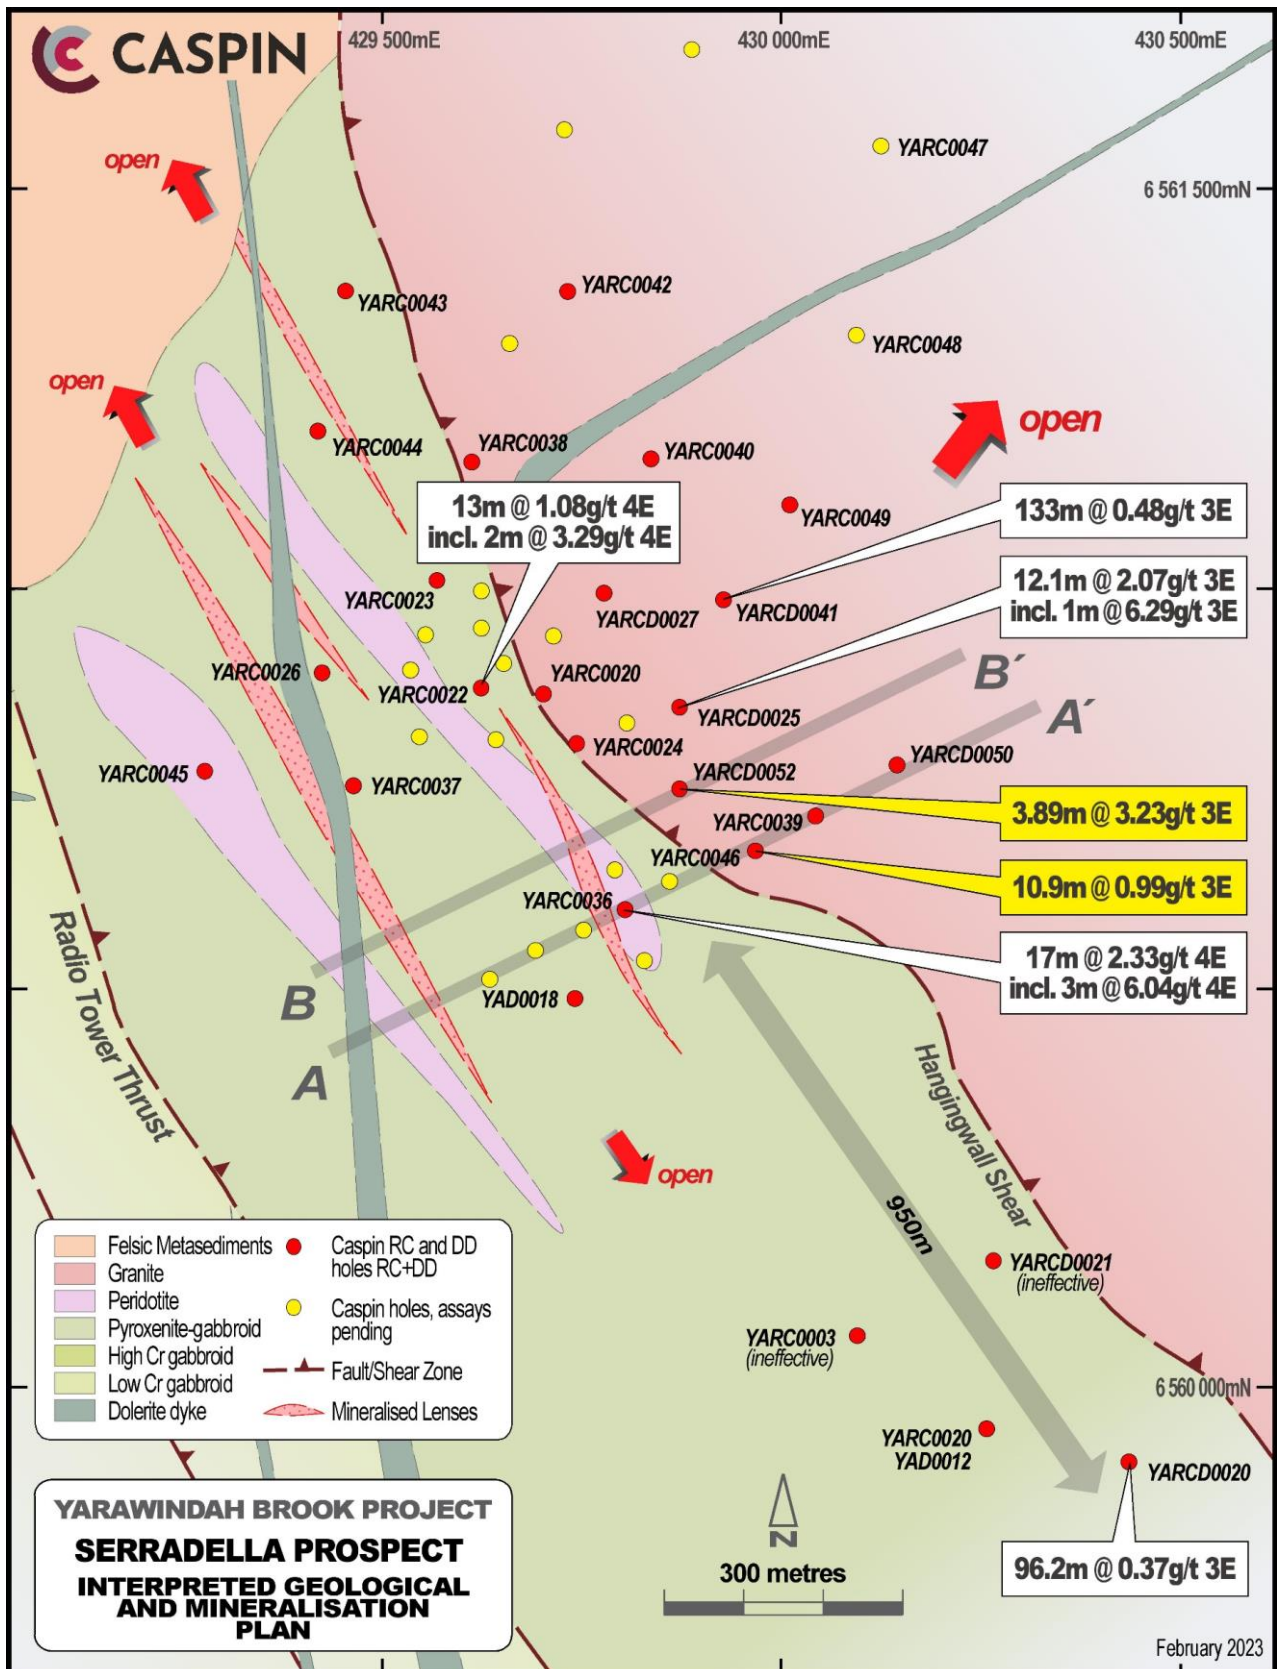 CASPIN
429 500mE
430 000mE
430 500mE
open
YARC0047
6 561 500mN
YARC0043
YARC0042
YARC0048
open
open
YARC0044
YARC0038
YARC0040
13m @ 1.08g/t 4E
incl. 2m @ 3.29g/t 4E
YARC0049
133m @ 0.48g/t 3E
YARC0023
YARCD0027
YARCD0041
12.1m @ 2.07g/t 3E
incl. 1m @ 6.29g/t 3E
YARC0026
YARC0022
YARC0020
B´
YARCD0025
A´
YARC0024
YARCD0050
YARC0045
YARC0037
YARCD0052
3.89m @ 3.23g/t 3E
YARC0039
YARC0046
10.9m @ 0.99g/t 3E
YARC0036
17m @ 2.33g/t 4E
incl. 3m @ 6.04g/t 4E
B
YAD0018
A
Radio Tower Thrust
Hangingwall Shear
open
950m
YARCD0021
(ineffective)
YARC0003
(ineffective)
6 560 000mN
YARC0020
YAD0012
YARCD0020
96.2m @ 0.37g/t 3E
Felsic Metasediments
Granite
Peridotite
Pyroxenite-gabbroid
High Cr gabbroid
Low Cr gabbroid
Dolerite dyke
Caspin RC and DD
holes RC+DD
Caspin holes, assays
pending
Fault/Shear Zone
Mineralised Lenses
YARAWINDAH BROOK PROJECT
SERRADELLA PROSPECT
INTERPRETED GEOLOGICAL
AND MINERALISATION
PLAN
N
300 metres
February 2023